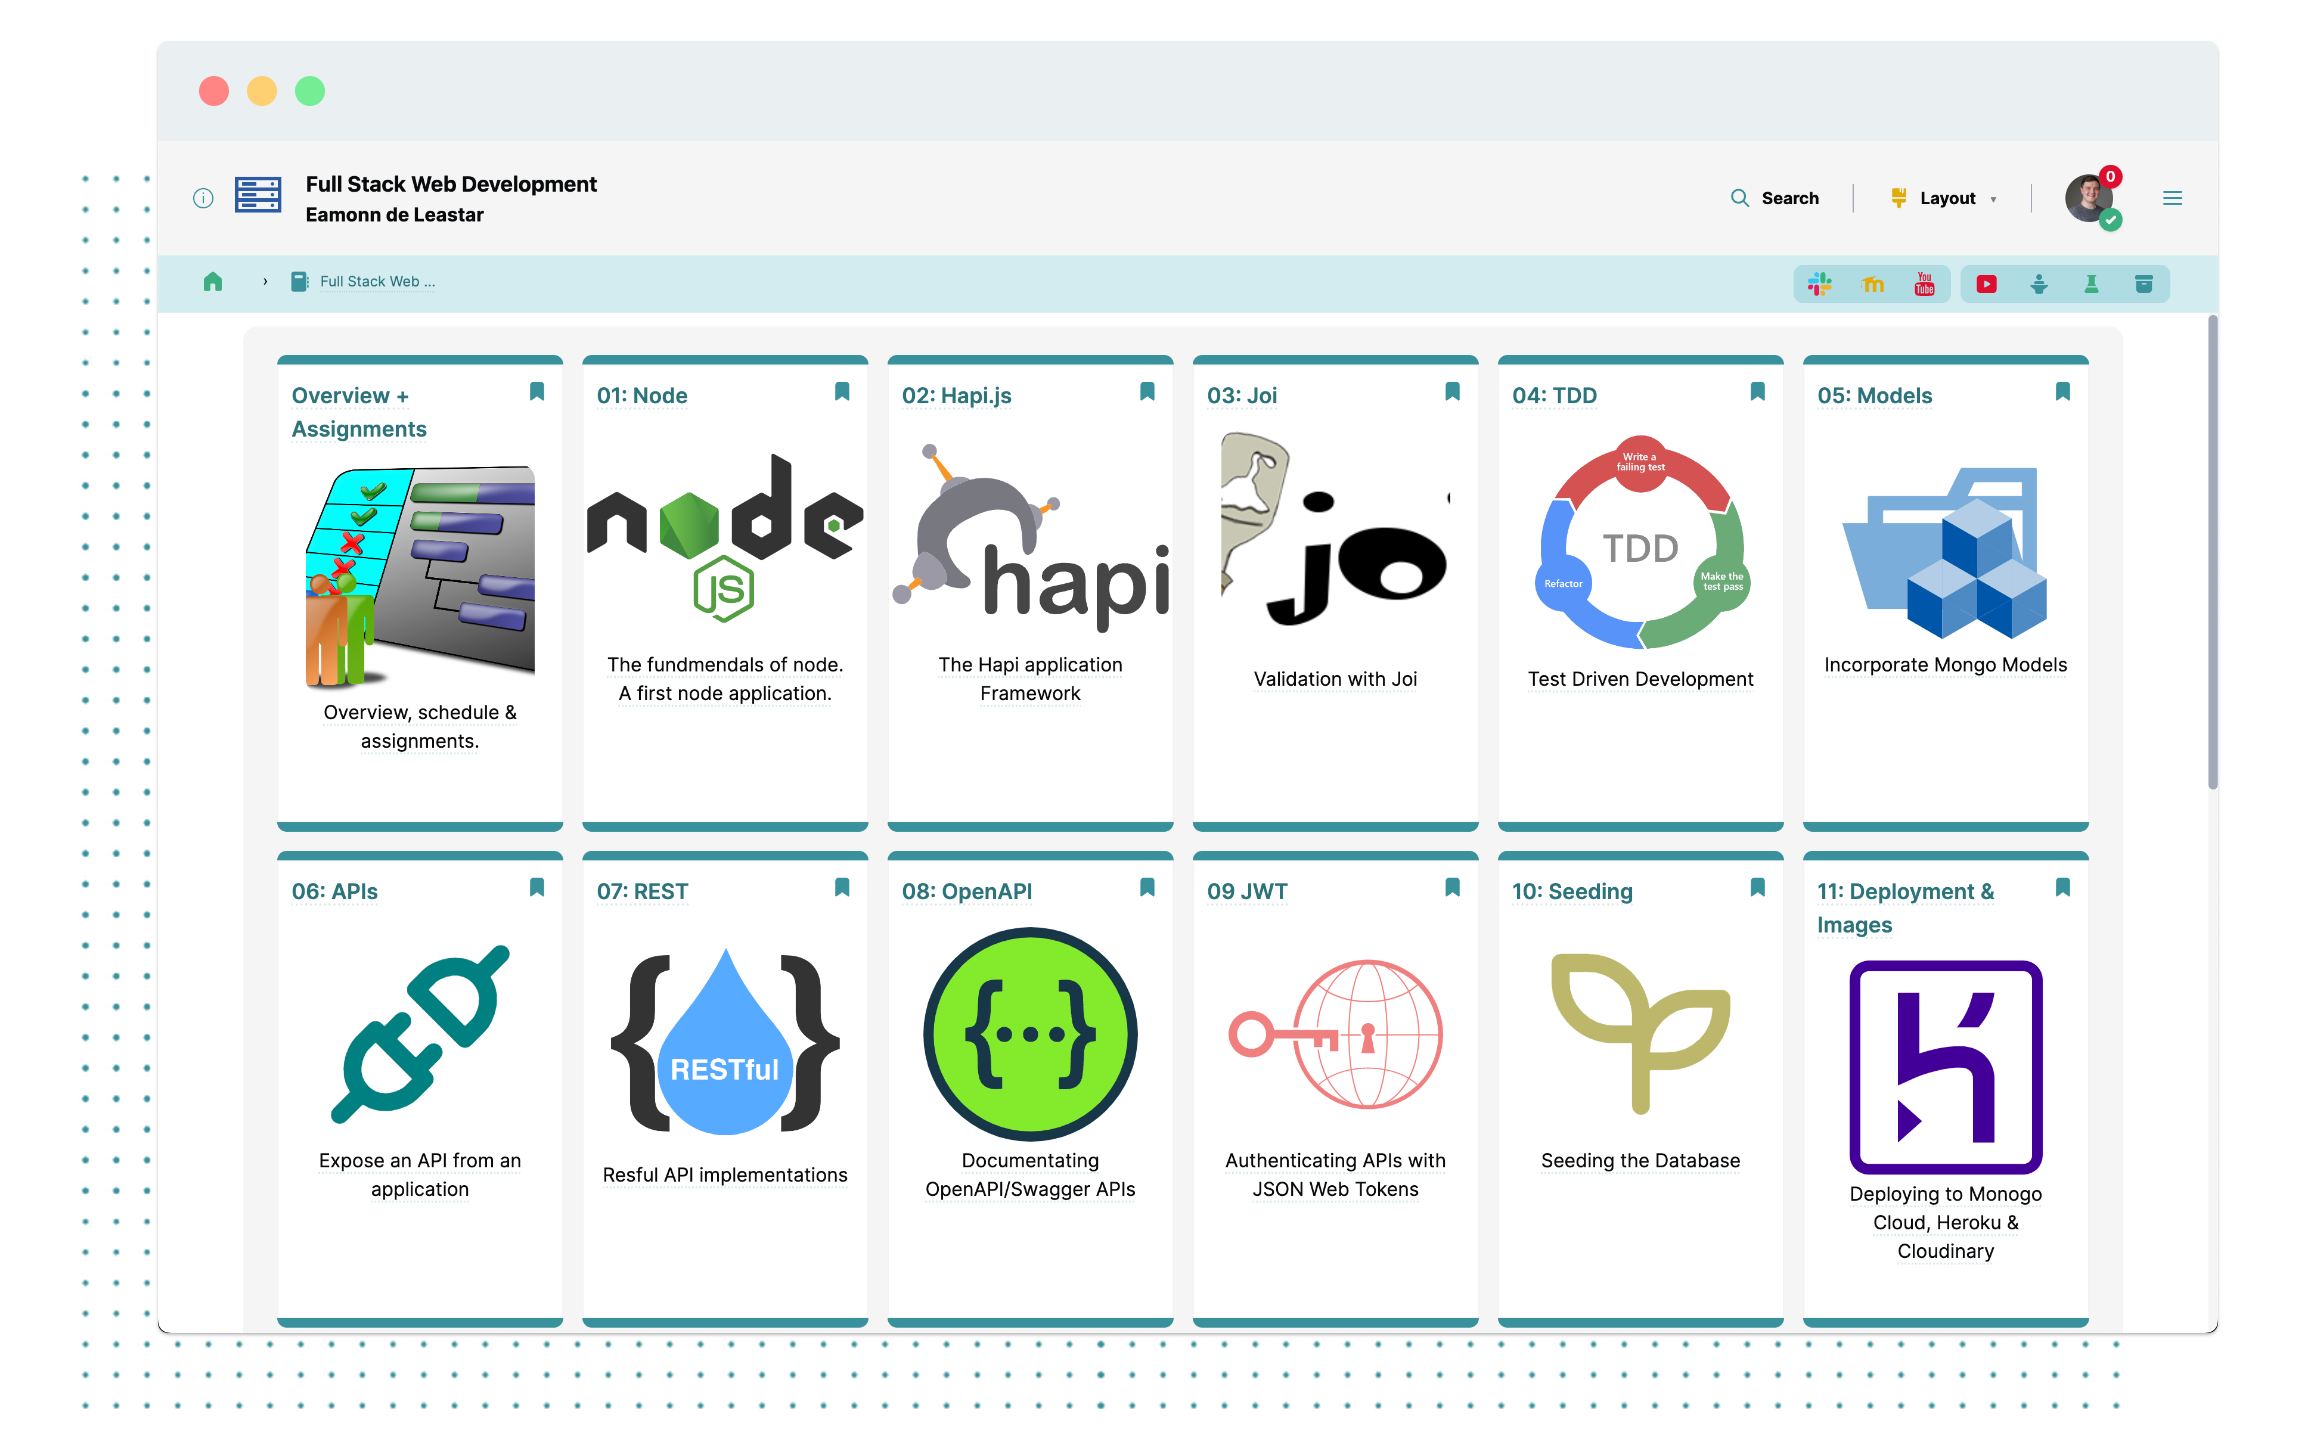 Full Stack Web Development
Eamonn de Leastar
Search
Layout
0
Full Stack Web ...
You
Tube
Overview +
Assignments
Overview, schedule &
assignments.
01: Node
node
JS
The fundmendals of node.
A first node application.
02: Hapi.js
hapi
The Hapi application
Framework
03: Joi
joi
Validation with Joi
04: TDD
Write a
failing test
TDD
Refactor
Make the
test pass
Test Driven Development
05: Models
Incorporate Mongo Models
06: APIs
Expose an API from an
application
07: REST
{ RESTful }
Resful API implementations
08: OpenAPI
{...}
Documentating
OpenAPI/Swagger APIs
09 JWT
Authenticating APIs with
JSON Web Tokens
10: Seeding
Seeding the Database
11: Deployment &
Images
Deploying to Monogo
Cloud, Heroku &
Cloudinary